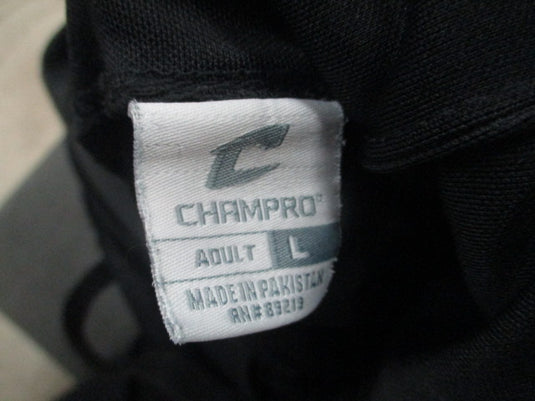 C
CHAMPRO
ADULT L
MADE IN PAKISTAN
RN# 89219